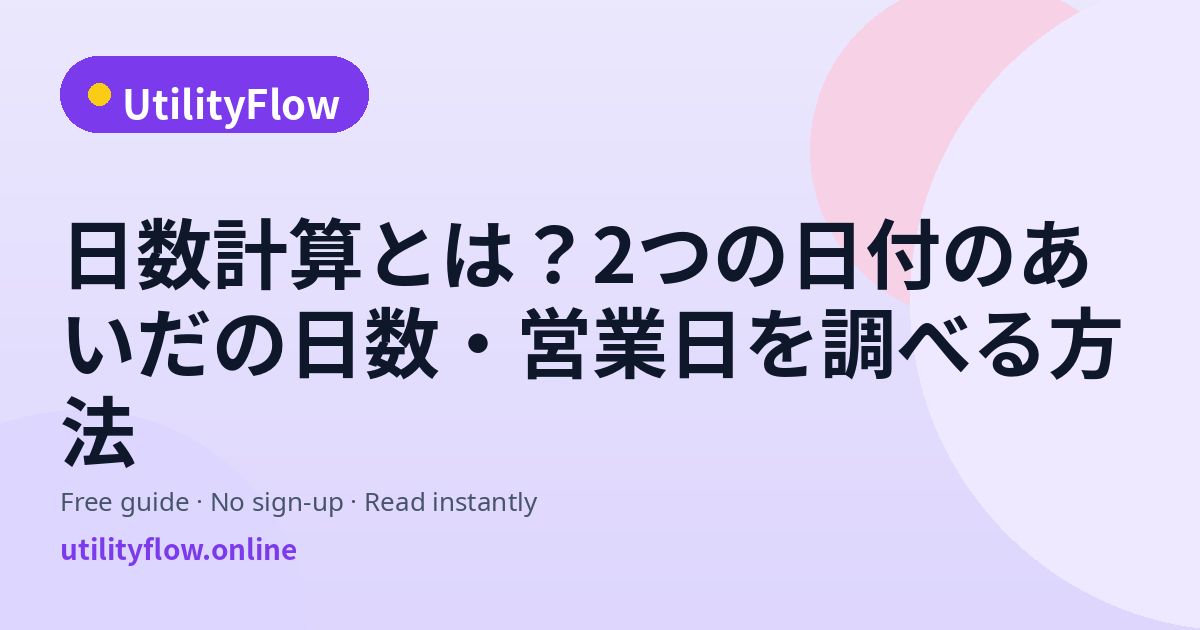 UtilityFlow
日数計算とは？2つの日付のあ
いだの日数・営業日を調べる方
法
Free guide · No sign-up · Read instantly
utilityflow.online